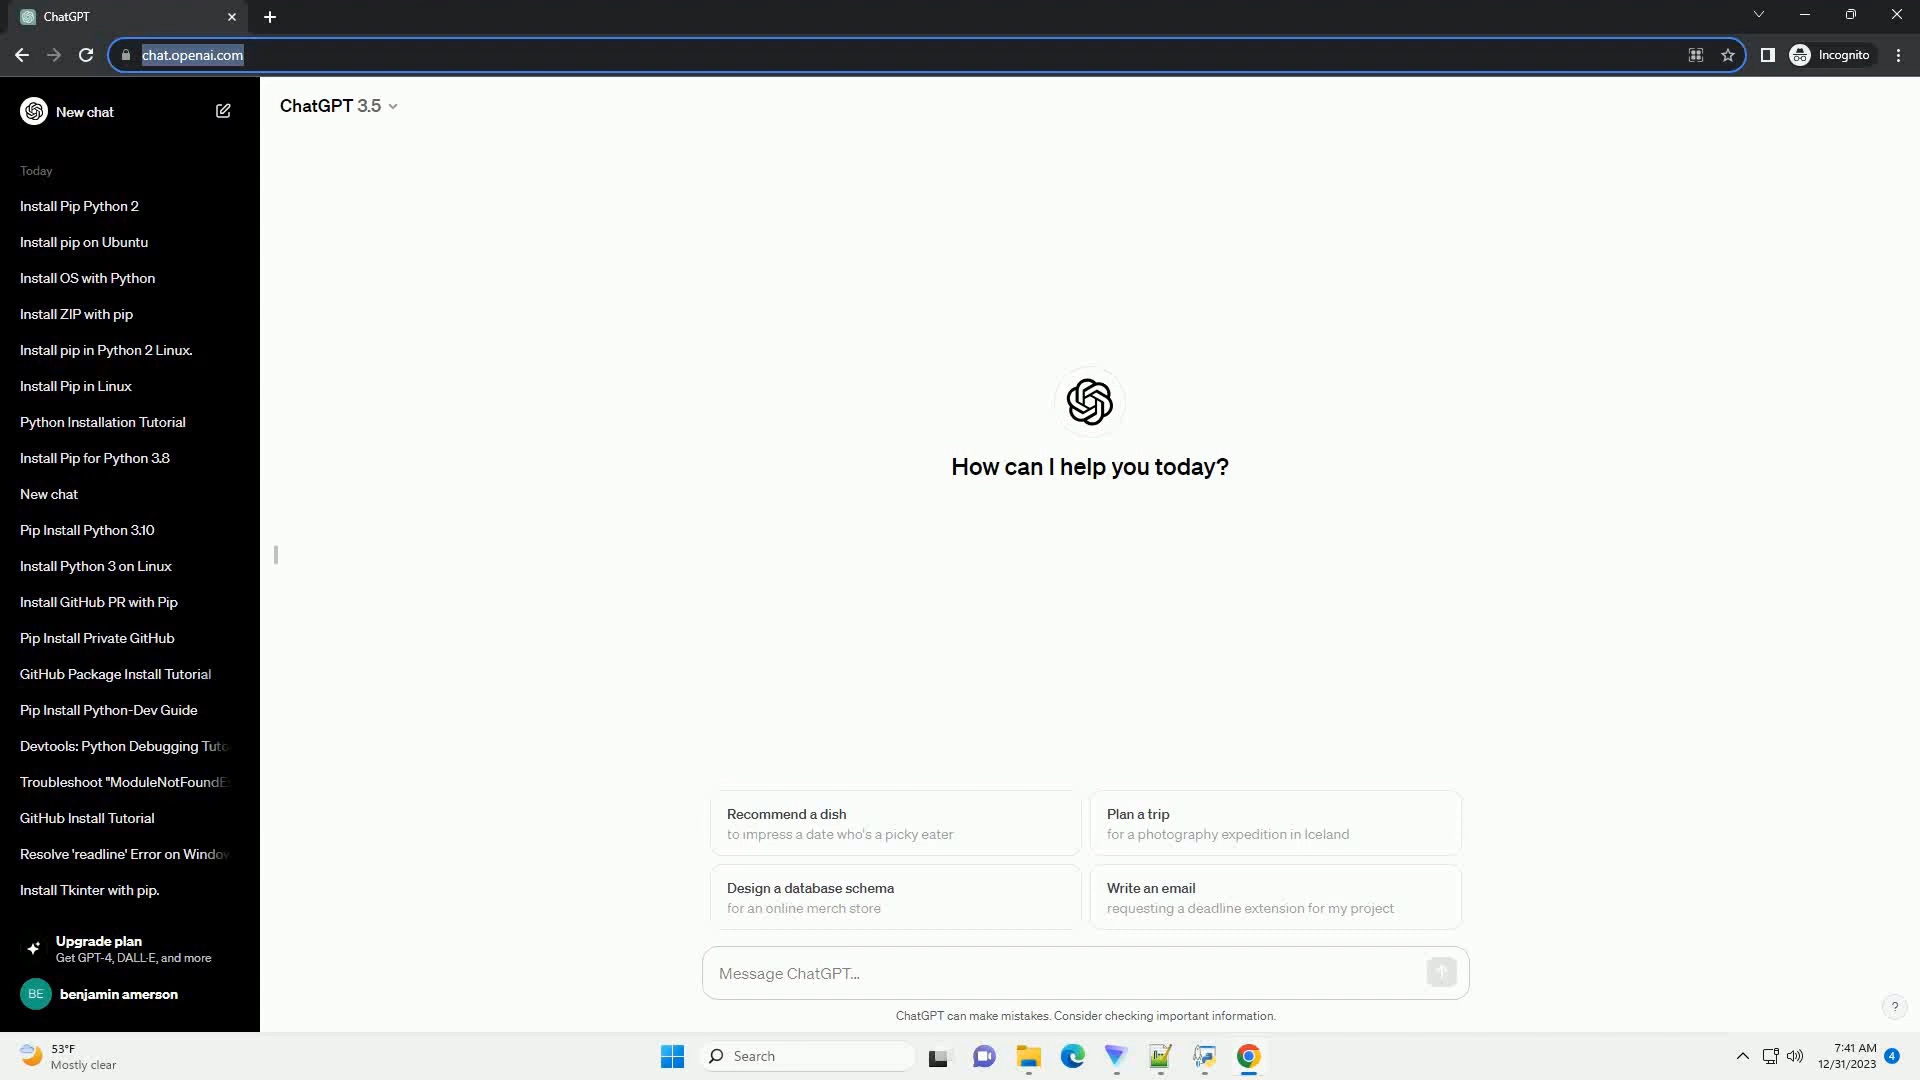 ChatGPT
chat.openai.com
Incognito
New chat
ChatGPT 3.5
Today
Install Pip Python 2
Install pip on Ubuntu
Install OS with Python
Install ZIP with pip
Install pip in Python 2 Linux.
Install Pip in Linux
Python Installation Tutorial
Install Pip for Python 3.8
New chat
Pip Install Python 3.10
Install Python 3 on Linux
Install GitHub PR with Pip
Pip Install Private GitHub
GitHub Package Install Tutorial
Pip Install Python-Dev Guide
Devtools: Python Debugging Tuto
Troubleshoot "ModuleNotFoundE
GitHub Install Tutorial
Resolve 'readline' Error on Window
Install Tkinter with pip.
Upgrade plan
Get GPT-4, DALL·E, and more
BE
benjamin amerson
How can I help you today?
Recommend a dish
to impress a date who's a picky eater
Plan a trip
for a photography expedition in Iceland
Design a database schema
for an online merch store
Write an email
requesting a deadline extension for my project
Message ChatGPT...
ChatGPT can make mistakes. Consider checking important information.
?
53°F
Mostly clear
Search
7:41 AM
12/31/2023
4